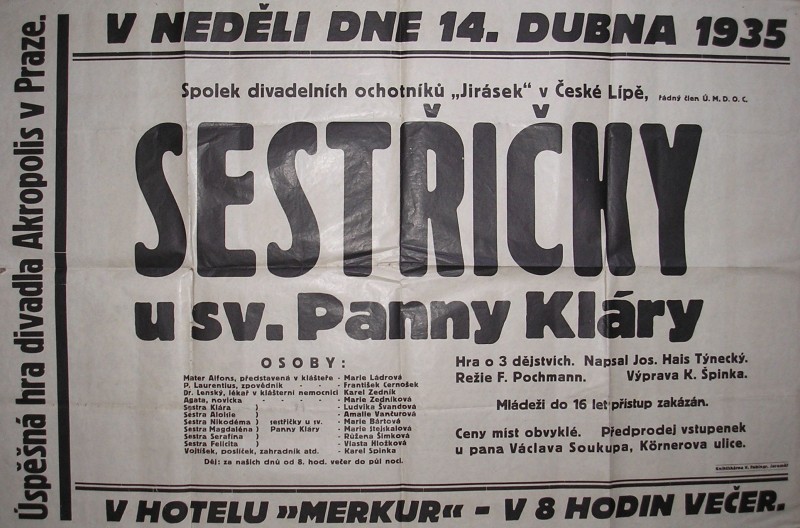 Úspěšná hra divadla Akropolis v Praze.
V NEDĚLI DNE 14. DUBNA 1935
Spolek divadelních ochotníků „Jirásek“ v České Lípě, řádný člen Ú. M. D. O. C.
SESTŘIČKY
u sv. Panny Kláry
OSOBY:
Mater Alfons, představená v klášteře - Marie Ládrová
P. Laurentius, zpovědník - - - František Černošek
Dr. Lenský, lékař v klášterní nemocnici Karel Zedník
Agata, novicka - - - - Marie Zedníková
Sestra Klára ) - Ludvika Švandová
Sestra Aloisie ) - Amalie Vančurová
Sestra Nikodéma ) sestřičky u sv. - Marie Bártová
Sestra Magdaléna ) Panny Kláry - Marie Stejskalová
Sestra Serafina ) - Růžena Šimková
Sestra Felicita ) - Vlasta Hložková
Vojtíšek, poslíček, zahradník atd. - Karel Špinka
Děj: za našich dnů od 8. hod. večer do půl noci.
Hra o 3 dějstvích. Napsal Jos. Hais Týnecký.
Režie F. Pochmann. Výprava K. Špinka.
Mládeži do 16 let přístup zakázán.
Ceny míst obvyklé. Předprodej vstupenek
u pana Václava Soukupa, Körnerova ulice.
V HOTELU »MERKUR« - V 8 HODIN VEČER.